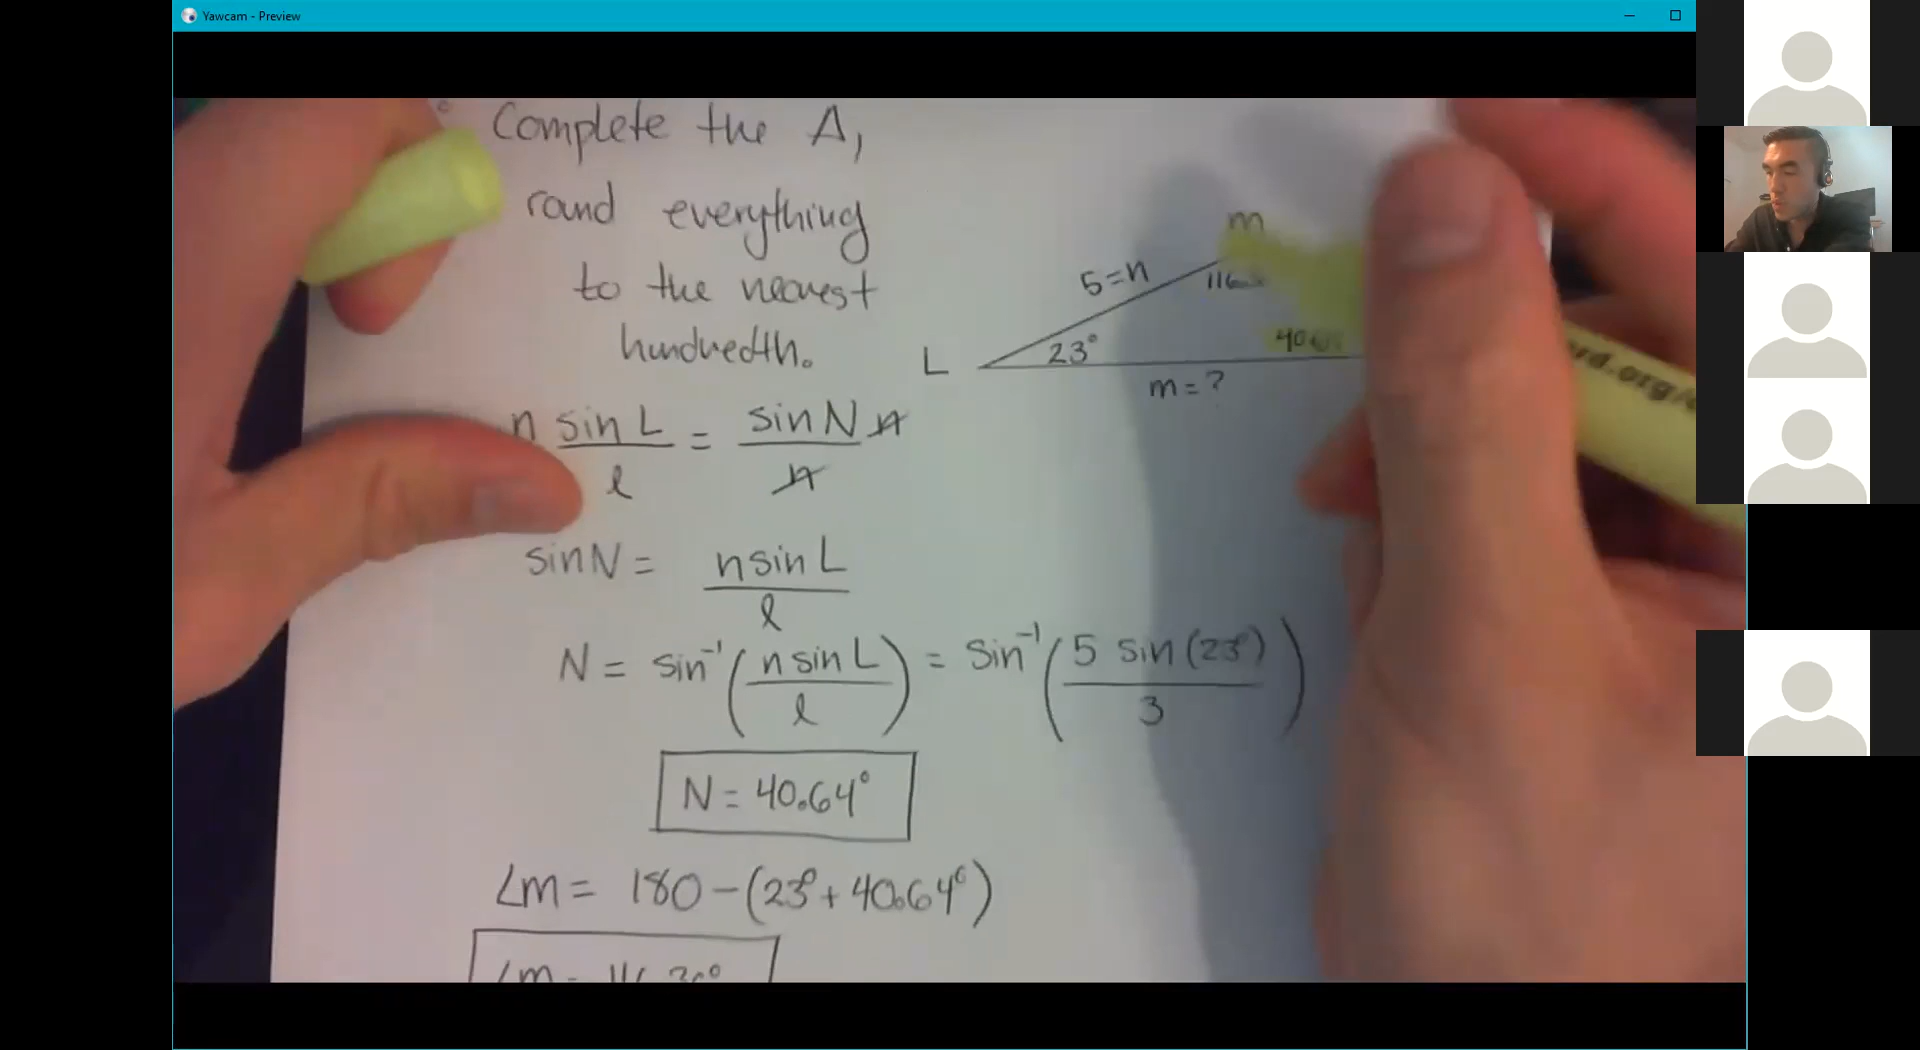 Yawcam - Preview
Complete the Δ,
round everything
to the nearest
hundredth.
m
5=n
23°
L
m = ?
n sin L / l = sin N n / n
sin N = n sin L / l
N = sin⁻¹( n sin L / l ) = sin⁻¹( 5 sin (23°) / 3 )
N = 40.64°
∠m = 180 - (23° + 40.64°)